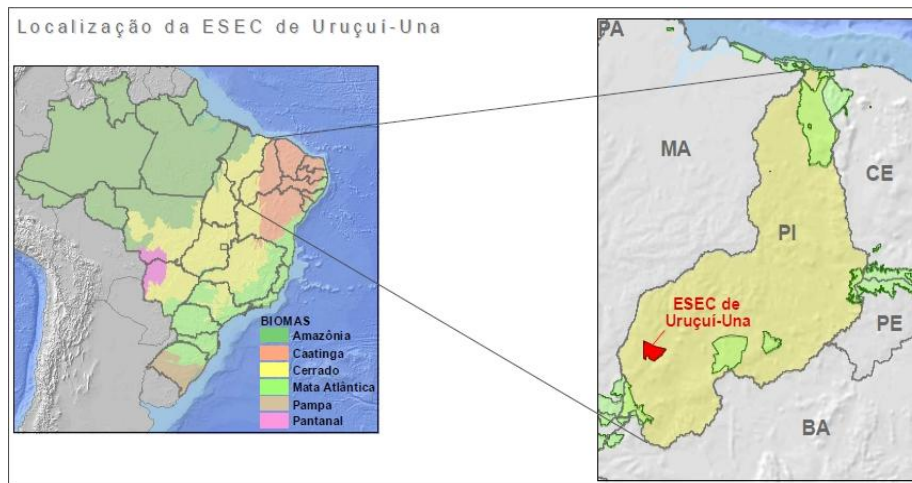 Localização da ESEC de Uruçuí-Una
BIOMAS
Amazônia
Caatinga
Cerrado
Mata Atlântica
Pampa
Pantanal
PA
MA
CE
PI
ESEC de
Uruçuí-Una
PE
BA